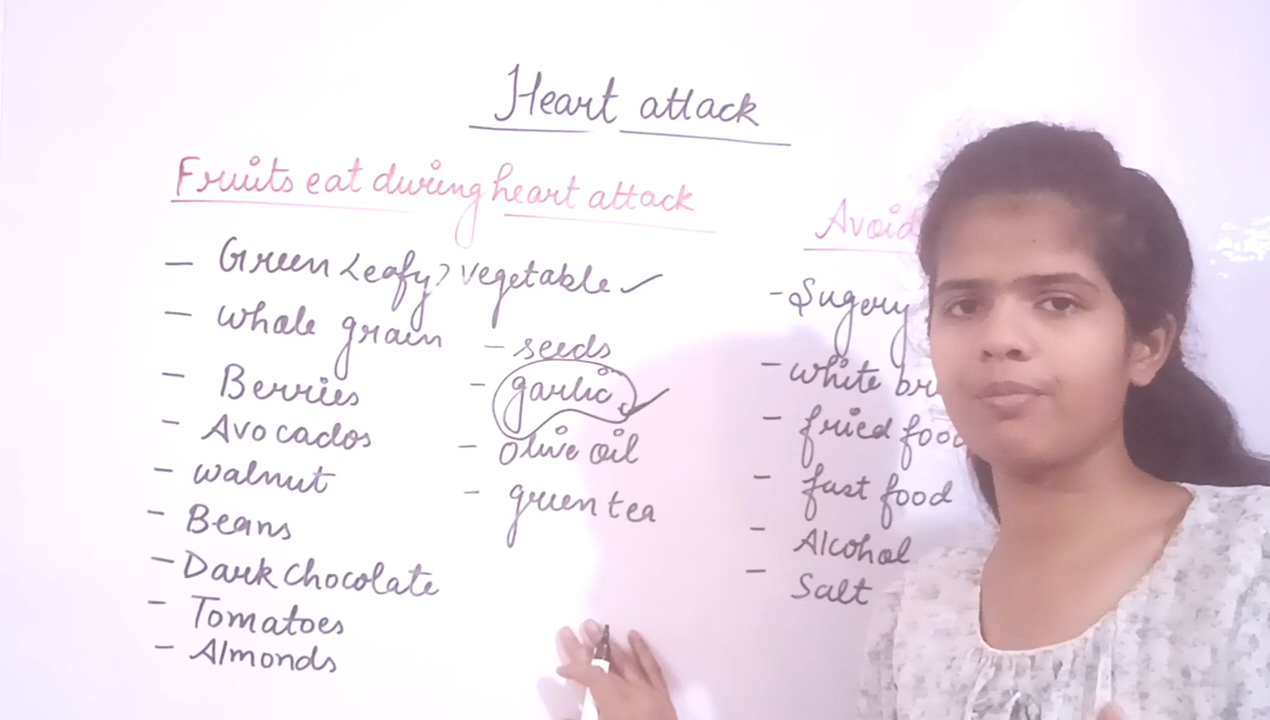 Heart attack
Fruits eat during heart attack
- Green <leafy> vegetable ✓
- whole grain
- Berries
- Avocados
- walnut
- Beans
- Dark chocolate
- Tomatoes
- Almonds
- seeds
- garlic ✓
- olive oil
- green tea
Avoid
- Sugery
- white
- fried food
- fast food
- Alcohol
- Salt